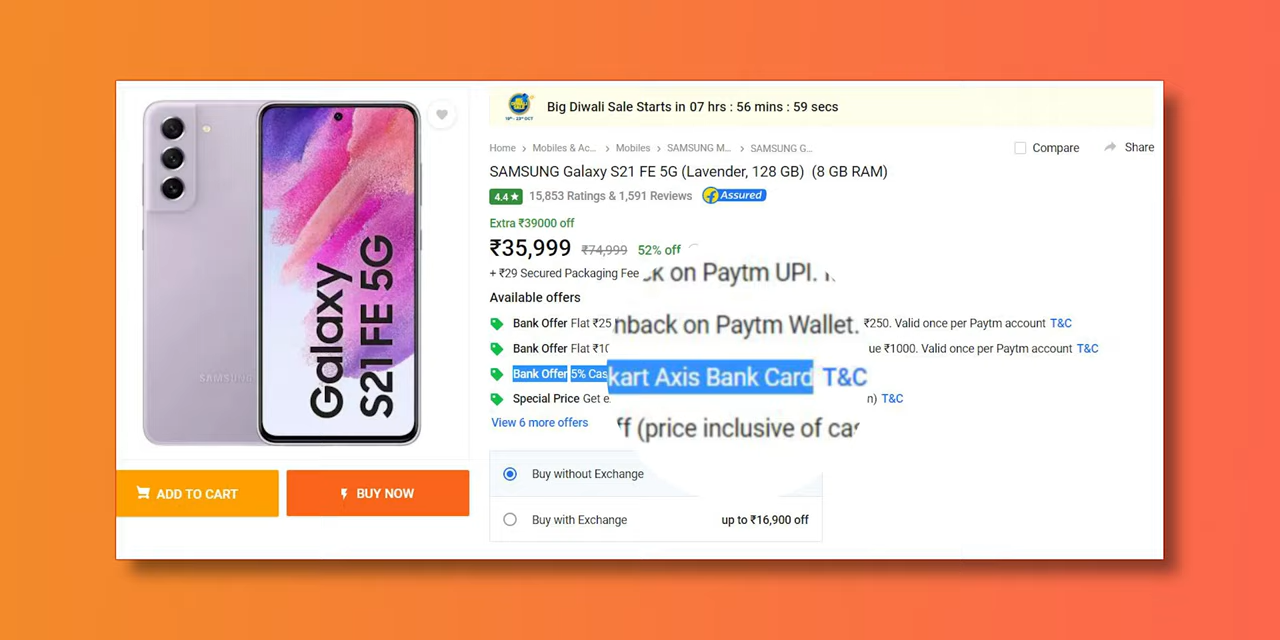 Big Diwali Sale Starts in 07 hrs : 56 mins : 59 secs
Home > Mobiles & Ac... > Mobiles > SAMSUNG M... > SAMSUNG G...
Compare
Share
SAMSUNG Galaxy S21 FE 5G (Lavender, 128 GB) (8 GB RAM)
4.4★ 15,853 Ratings & 1,591 Reviews Assured
Extra ₹39000 off
₹35,999 ₹74,999 52% off
+ ₹29 Secured Packaging Fee
on Paytm UPI.
Available offers
Bank Offer Flat ₹25 nback on Paytm Wallet. ₹250. Valid once per Paytm account T&C
Bank Offer Flat ₹10 ue ₹1000. Valid once per Paytm account T&C
Bank Offer 5% Cas kart Axis Bank Card T&C
Special Price Get n) T&C
(price inclusive of
View 6 more offers
Buy without Exchange
Buy with Exchange up to ₹16,900 off
Galaxy
S21 FE 5G
SAMSUNG
ADD TO CART
BUY NOW